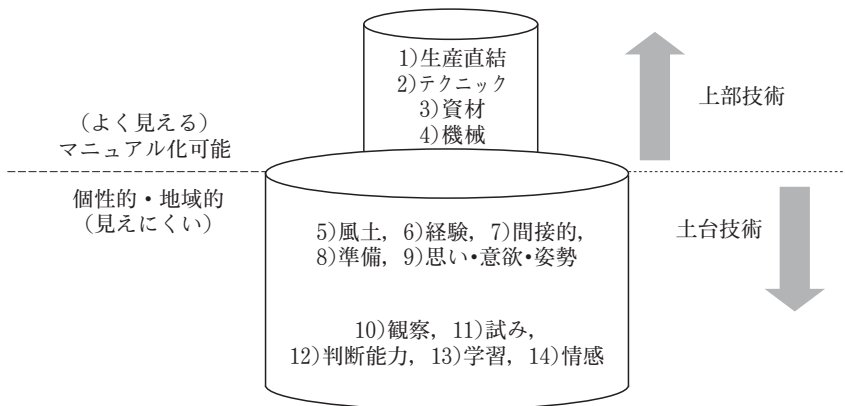 1)生産直結
2)テクニック
3)資材
4)機械
上部技術
(よく見える)
マニュアル化可能
個性的・地域的
(見えにくい)
5)風土, 6)経験, 7)間接的,
8)準備, 9)思い・意欲・姿勢
土台技術
10)観察, 11)試み,
12)判断能力, 13)学習, 14)情感